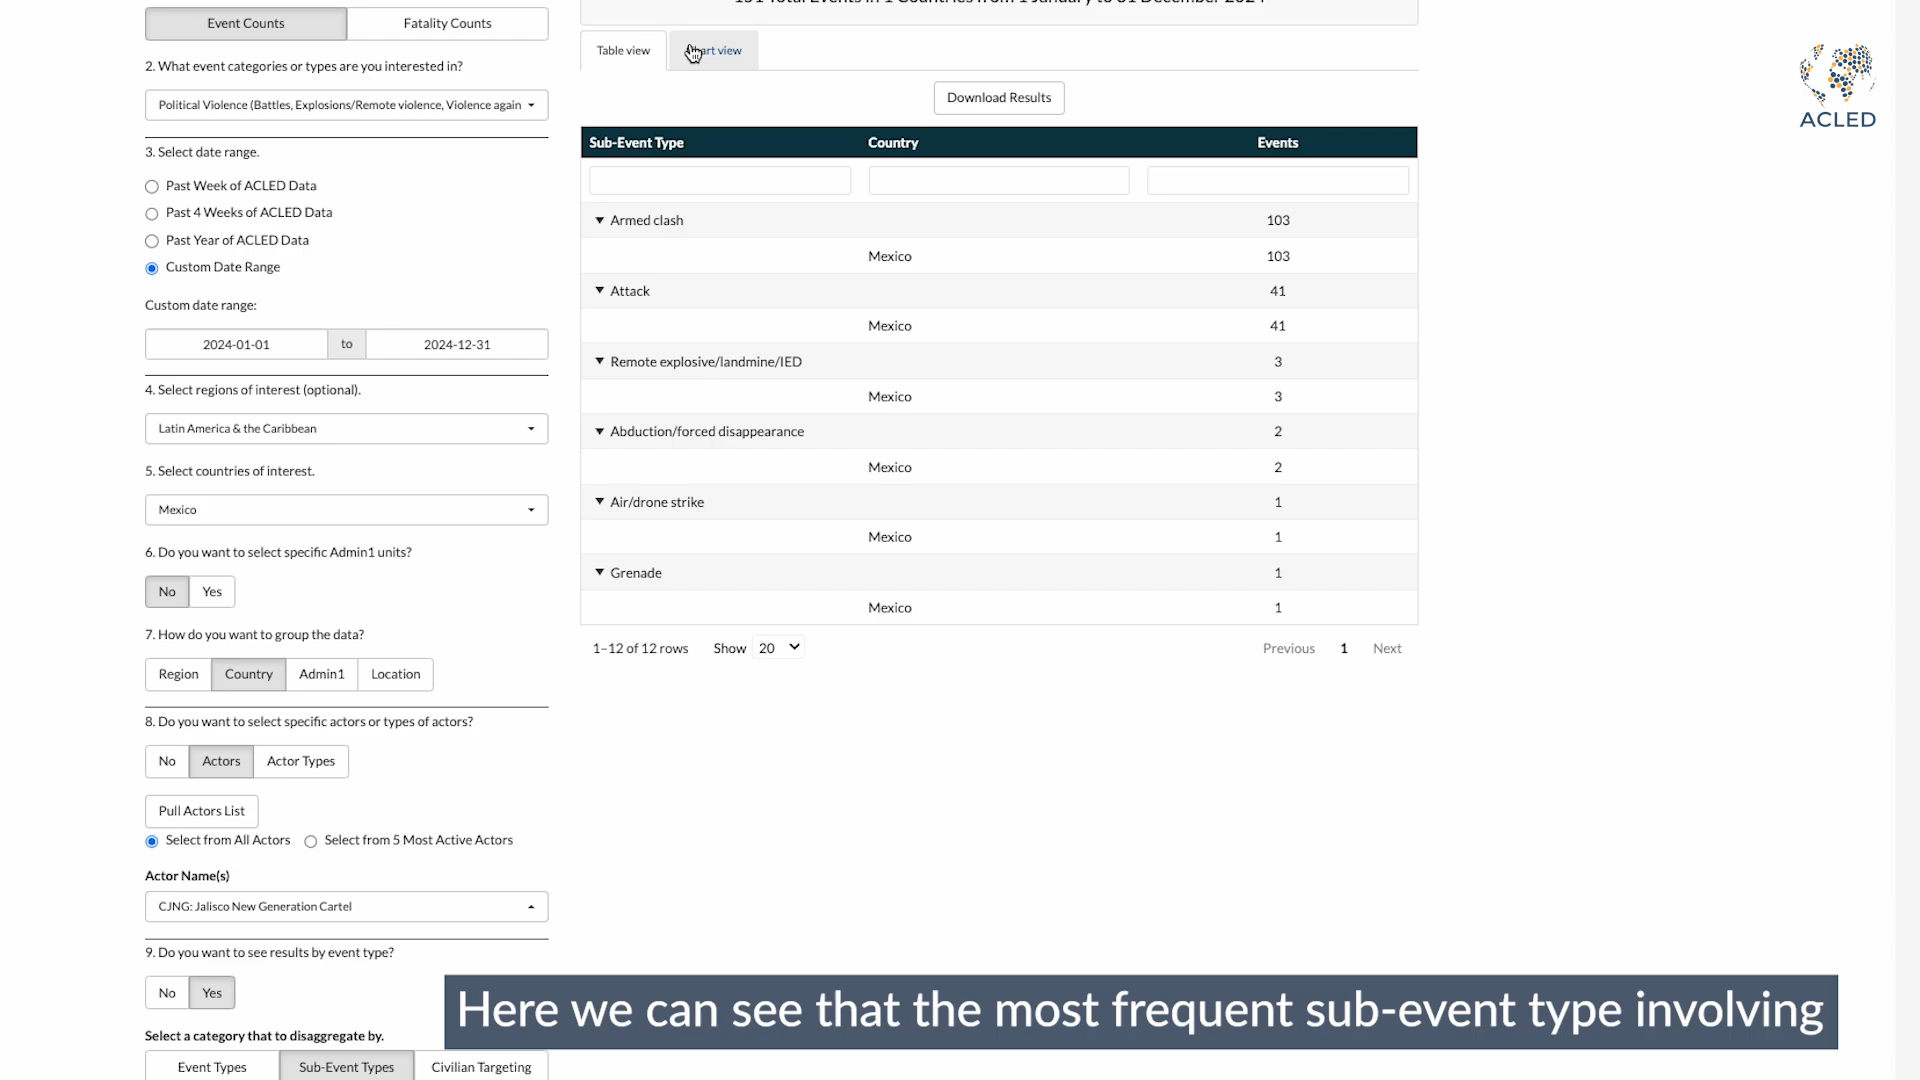 Event Counts
Fatality Counts
2. What event categories or types are you interested in?
Political Violence (Battles, Explosions/Remote violence, Violence again
3. Select date range.
Past Week of ACLED Data
Past 4 Weeks of ACLED Data
Past Year of ACLED Data
Custom Date Range
Custom date range:
2024-01-01 to 2024-12-31
4. Select regions of interest (optional).
Latin America & the Caribbean
5. Select countries of interest.
Mexico
6. Do you want to select specific Admin1 units?
No Yes
7. How do you want to group the data?
Region Country Admin1 Location
8. Do you want to select specific actors or types of actors?
No Actors Actor Types
Pull Actors List
Select from All Actors Select from 5 Most Active Actors
Actor Name(s)
CJNG: Jalisco New Generation Cartel
9. Do you want to see results by event type?
No Yes
Select a category that to disaggregate by.
Event Types Sub-Event Types Civilian Targeting
Table view
view
Download Results
Sub-Event Type Country Events
Armed clash 103
Mexico 103
Attack 41
Mexico 41
Remote explosive/landmine/IED 3
Mexico 3
Abduction/forced disappearance 2
Mexico 2
Air/drone strike 1
Mexico 1
Grenade 1
Mexico 1
1–12 of 12 rows Show 20 Previous 1 Next
ACLED
Here we can see that the most frequent sub-event type involving